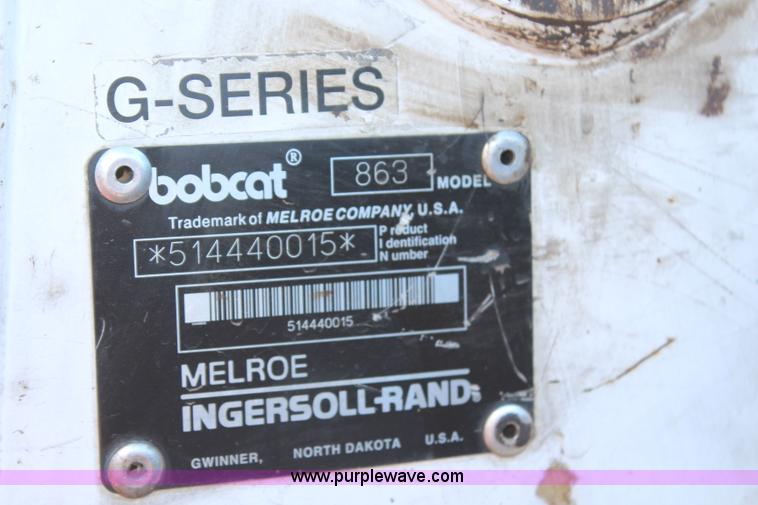 G-SERIES
bobcat® 863 MODEL
Trademark of MELROE COMPANY, U.S.A.
*514440015* Product
Identification
Number
514440015
MELROE
INGERSOLL-RAND
GWINNER, NORTH DAKOTA U.S.A.
www.purplewave.com